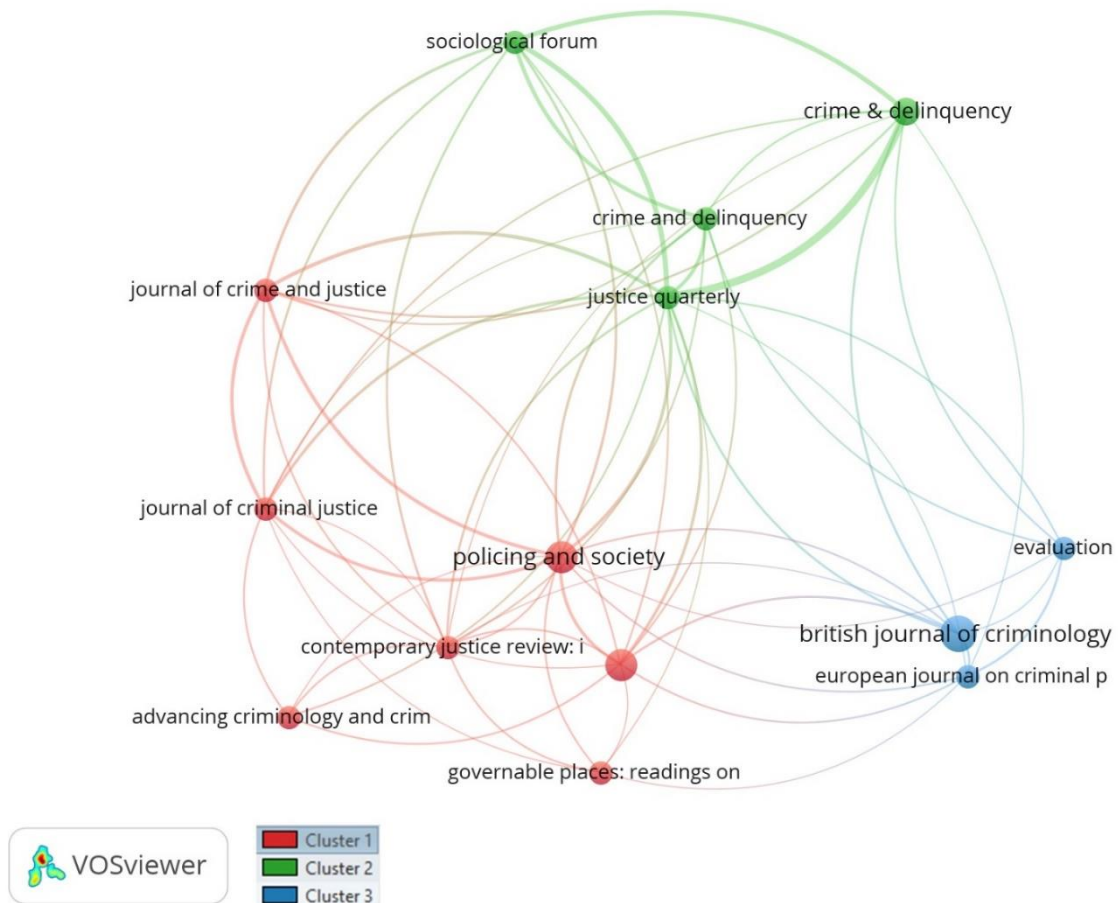 sociological forum
crime & delinquency
crime and delinquency
journal of crime and justice
justice quarterly
journal of criminal justice
evaluation
policing and society
british journal of criminology
contemporary justice review: i
european journal on criminal p
advancing criminology and crim
governable places: readings on
VOSviewer
Cluster 1
Cluster 2
Cluster 3